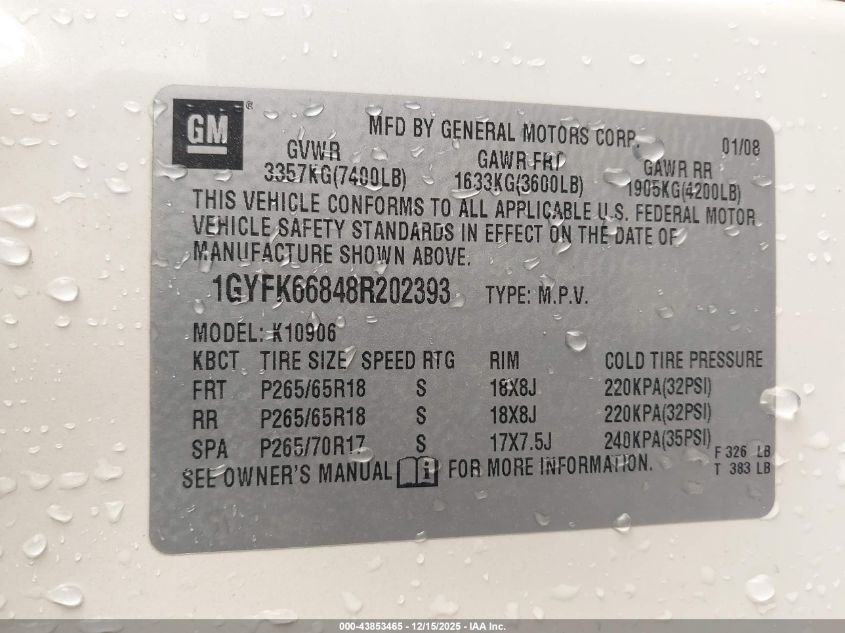 GM ®
MFD BY GENERAL MOTORS CORP. 01/08
GVWR GAWR FRT GAWR RR
3357KG(7400LB) 1633KG(3600LB) 1905KG(4200LB)
THIS VEHICLE CONFORMS TO ALL APPLICABLE U.S. FEDERAL MOTOR
VEHICLE SAFETY STANDARDS IN EFFECT ON THE DATE OF
MANUFACTURE SHOWN ABOVE.
1GYFK66848R202393 TYPE: M.P.V.
MODEL: K10906
KBCT TIRE SIZE SPEED RTG RIM COLD TIRE PRESSURE
FRT P265/65R18 S 18X8J 220KPA(32PSI)
RR P265/65R18 S 18X8J 220KPA(32PSI)
SPA P265/70R17 S 17X7.5J 240KPA(35PSI)
F 326 LB
SEE OWNER'S MANUAL i FOR MORE INFORMATION. T 383 LB
000-43853465 - 12/15/2025 - IAA Inc.